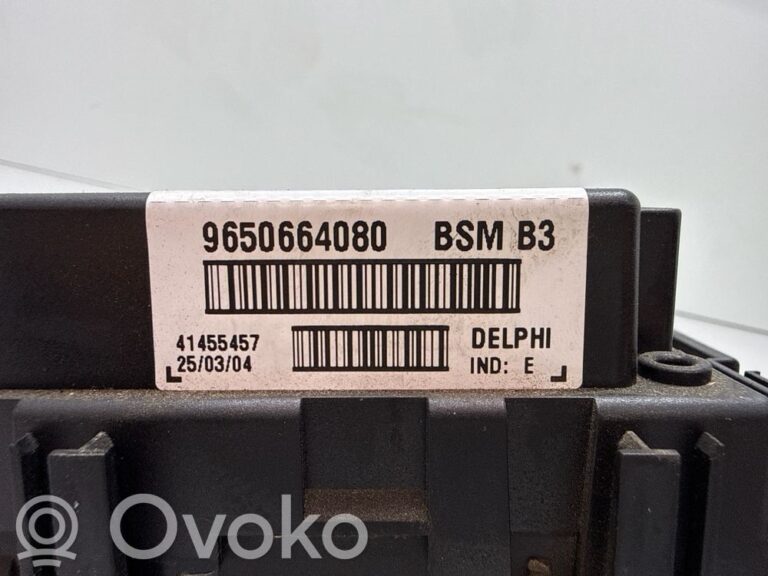 9650664080 BSM B3
41455457 DELPHI
25/03/04 IND: E
Ovoko